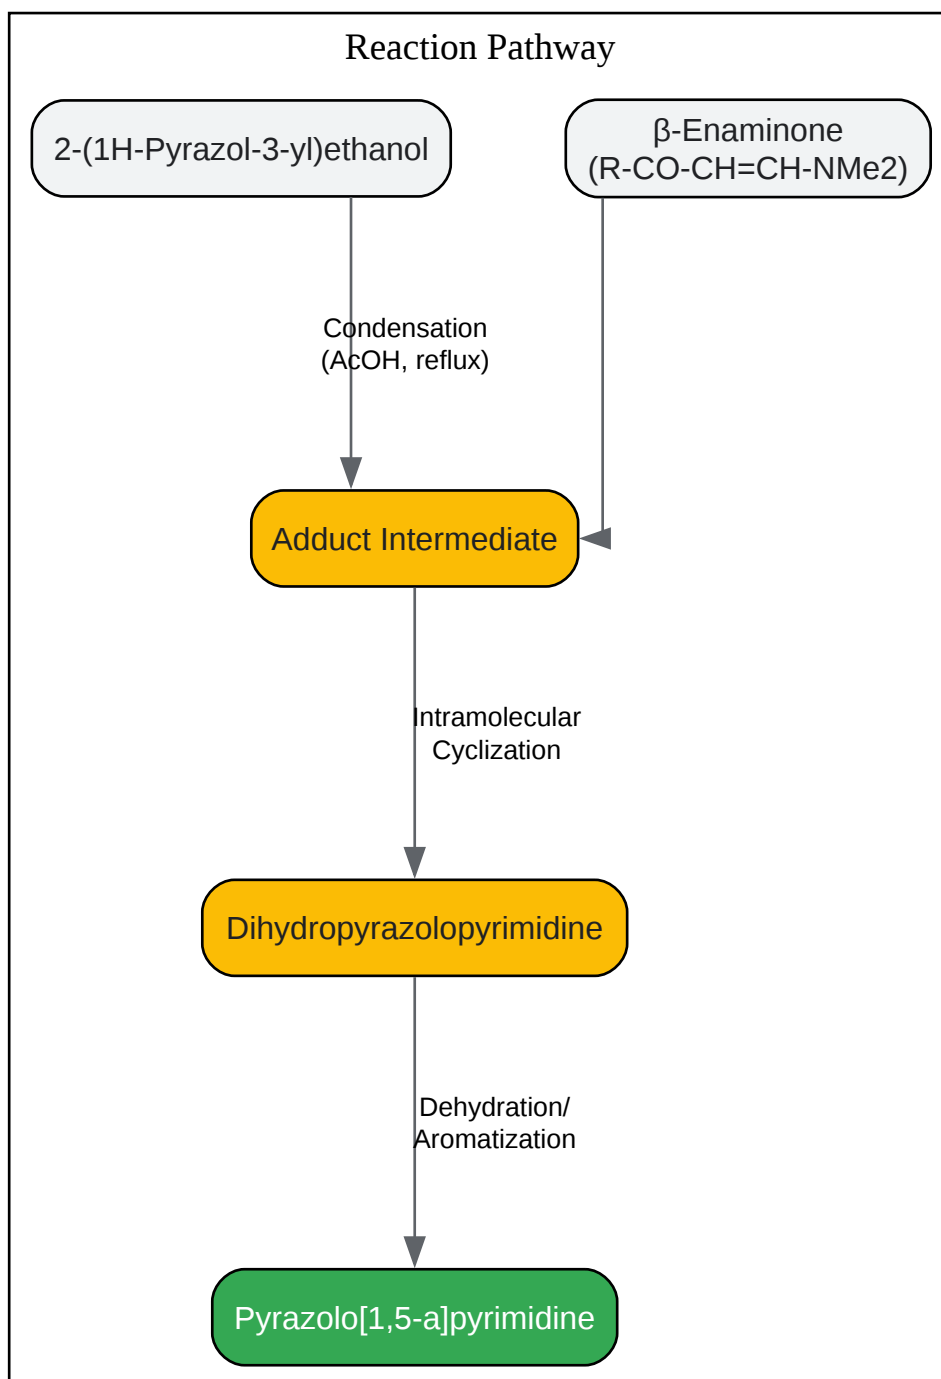 Reaction Pathway
2-(1H-Pyrazol-3-yl)ethanol
β-Enaminone
(R-CO-CH=CH-NMe2)
Condensation
(AcOH, reflux)
Adduct Intermediate
Intramolecular
Cyclization
Dihydropyrazolopyrimidine
Dehydration/
Aromatization
Pyrazolo[1,5-a]pyrimidine